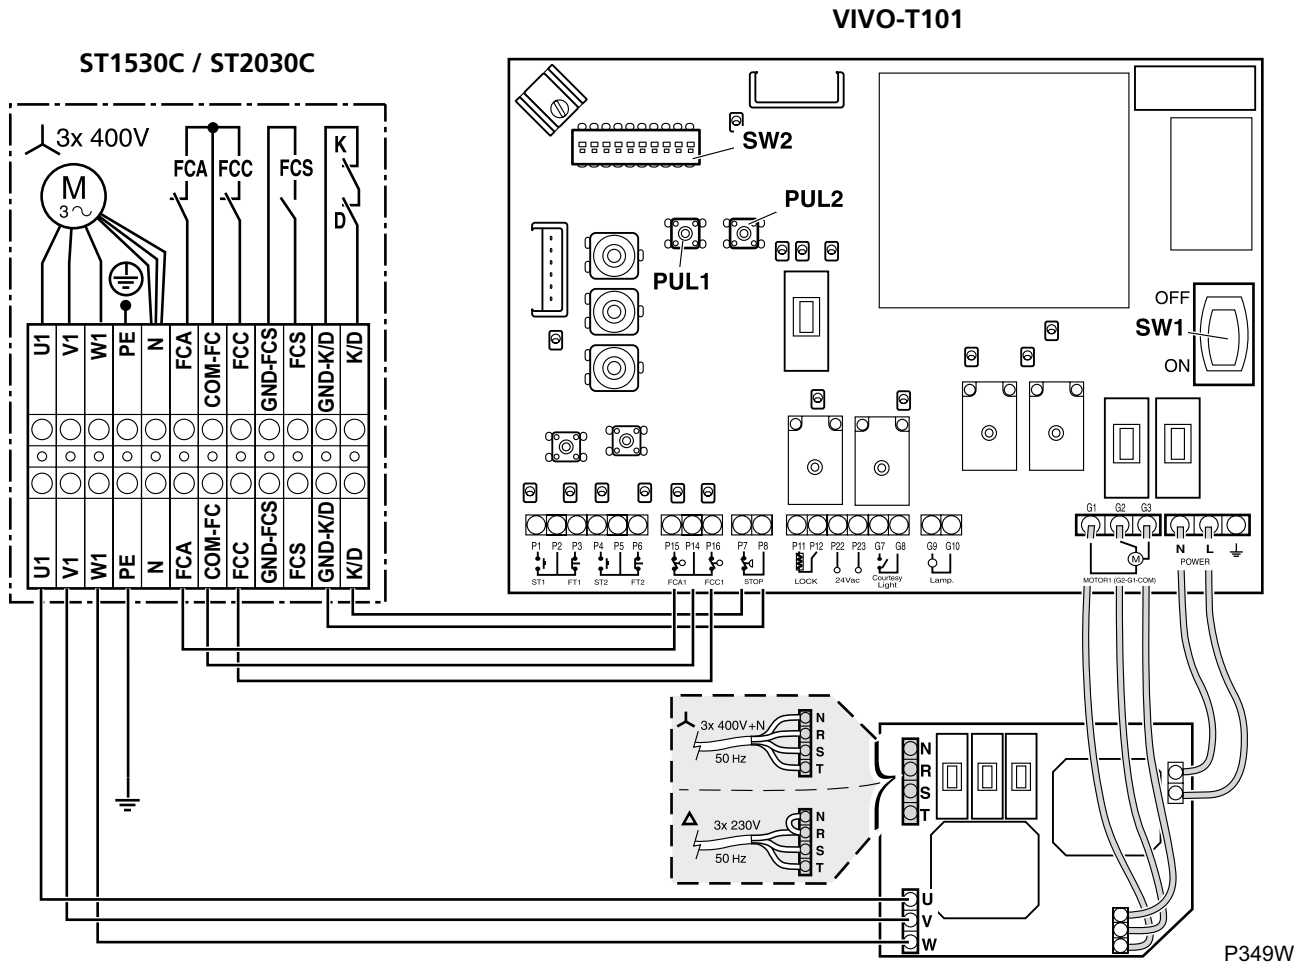 VIVO-T101
ST1530C / ST2030C
3x 400V
M
3
FCA
FCC
FCS
K
D
U1
V1
W1
PE
N
FCA
COM-FC
FCC
GND-FCS
FCS
GND-K/D
K/D
U1
V1
W1
PE
N
FCA
COM-FC
FCC
GND-FCS
FCS
GND-K/D
K/D
SW2
PUL2
PUL1
OFF
SW1
ON
G1 G2 G3
P1 P2 P3 P4 P5 P6 P15 P14 P16 P7 P8 P11 P12 P22 P23 G7 G8 G9 G10
M
N L
POWER
ST1 FT1 ST2 FT2 FCA1 FCC1 STOP LOCK 24Vac Courtesy Light Lamp.
MOTOR1 (G2-G1-COM)
3x 400V+N
50 Hz
N
R
S
T
3x 230V
50 Hz
N
R
S
T
N
R
S
T
U
V
W
P349W